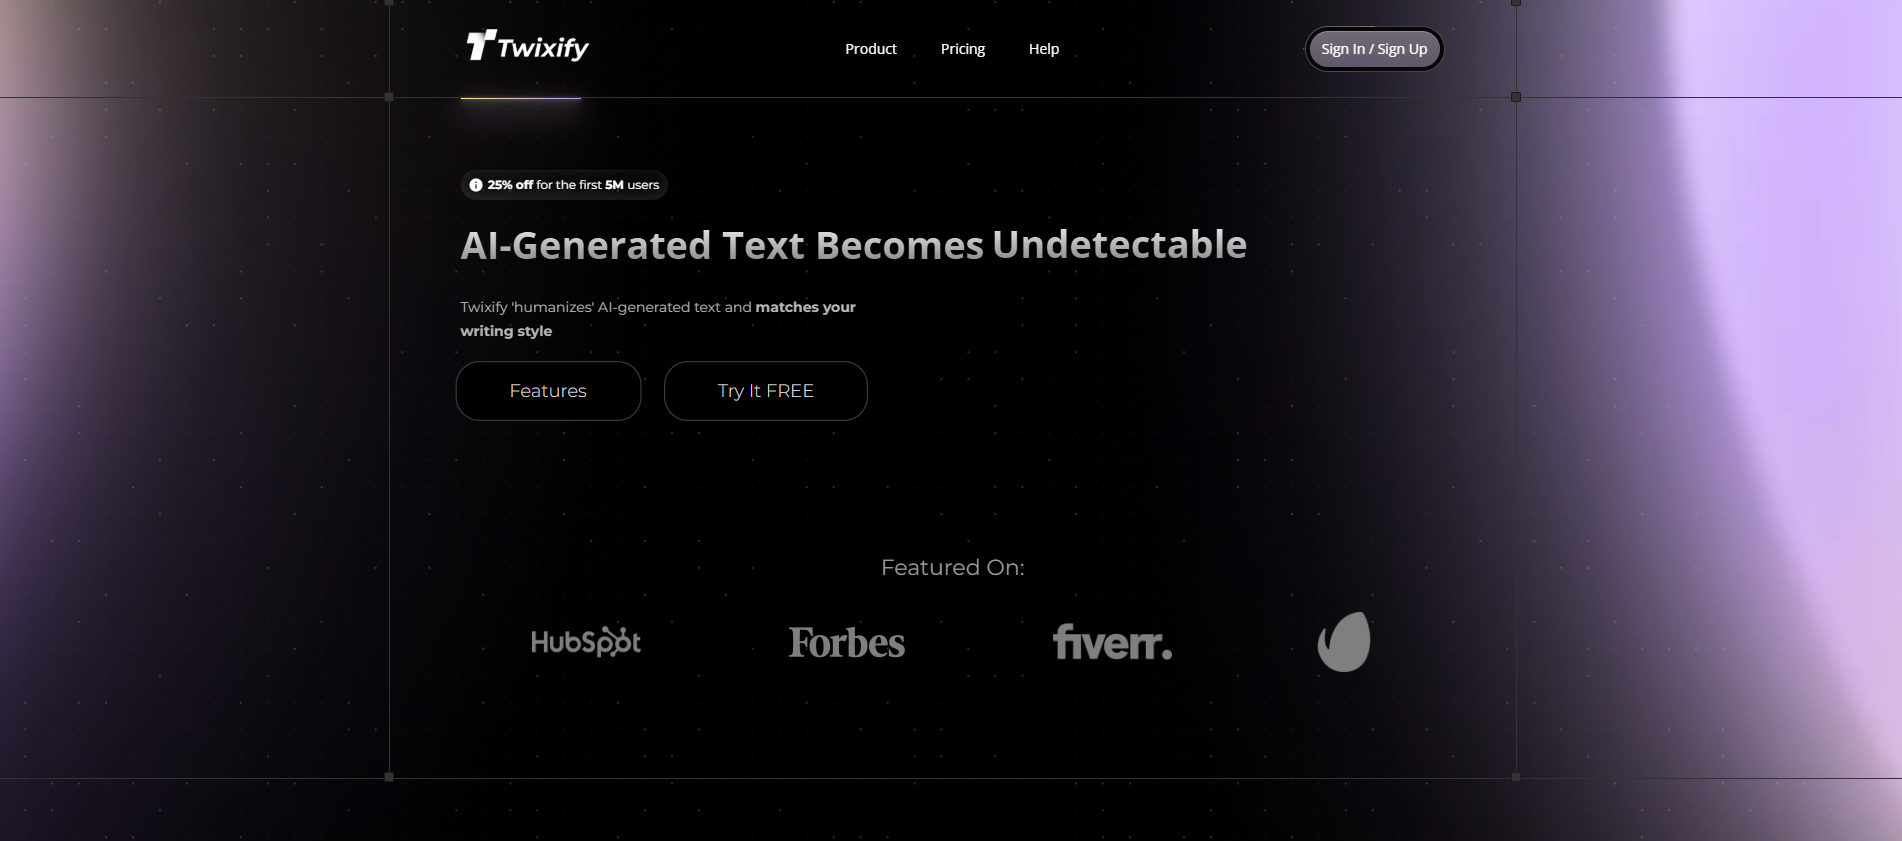 Twixify
Product Pricing Help
Sign In / Sign Up
25% off for the first 5M users
AI-Generated Text Becomes Undetectable
Twixify 'humanizes' AI-generated text and matches your
writing style
Features
Try It FREE
Featured On:
HubSpot
Forbes
fiverr.